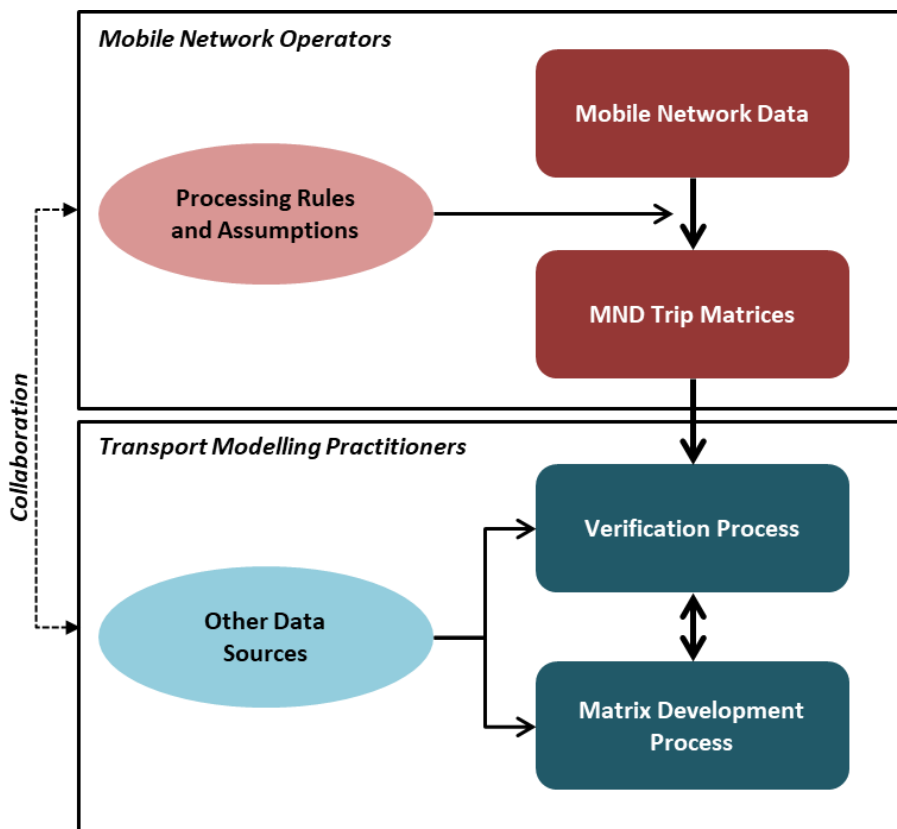 Mobile Network Operators
Mobile Network Data
Processing Rules
and Assumptions
MND Trip Matrices
Collaboration
Transport Modelling Practitioners
Verification Process
Other Data
Sources
Matrix Development
Process